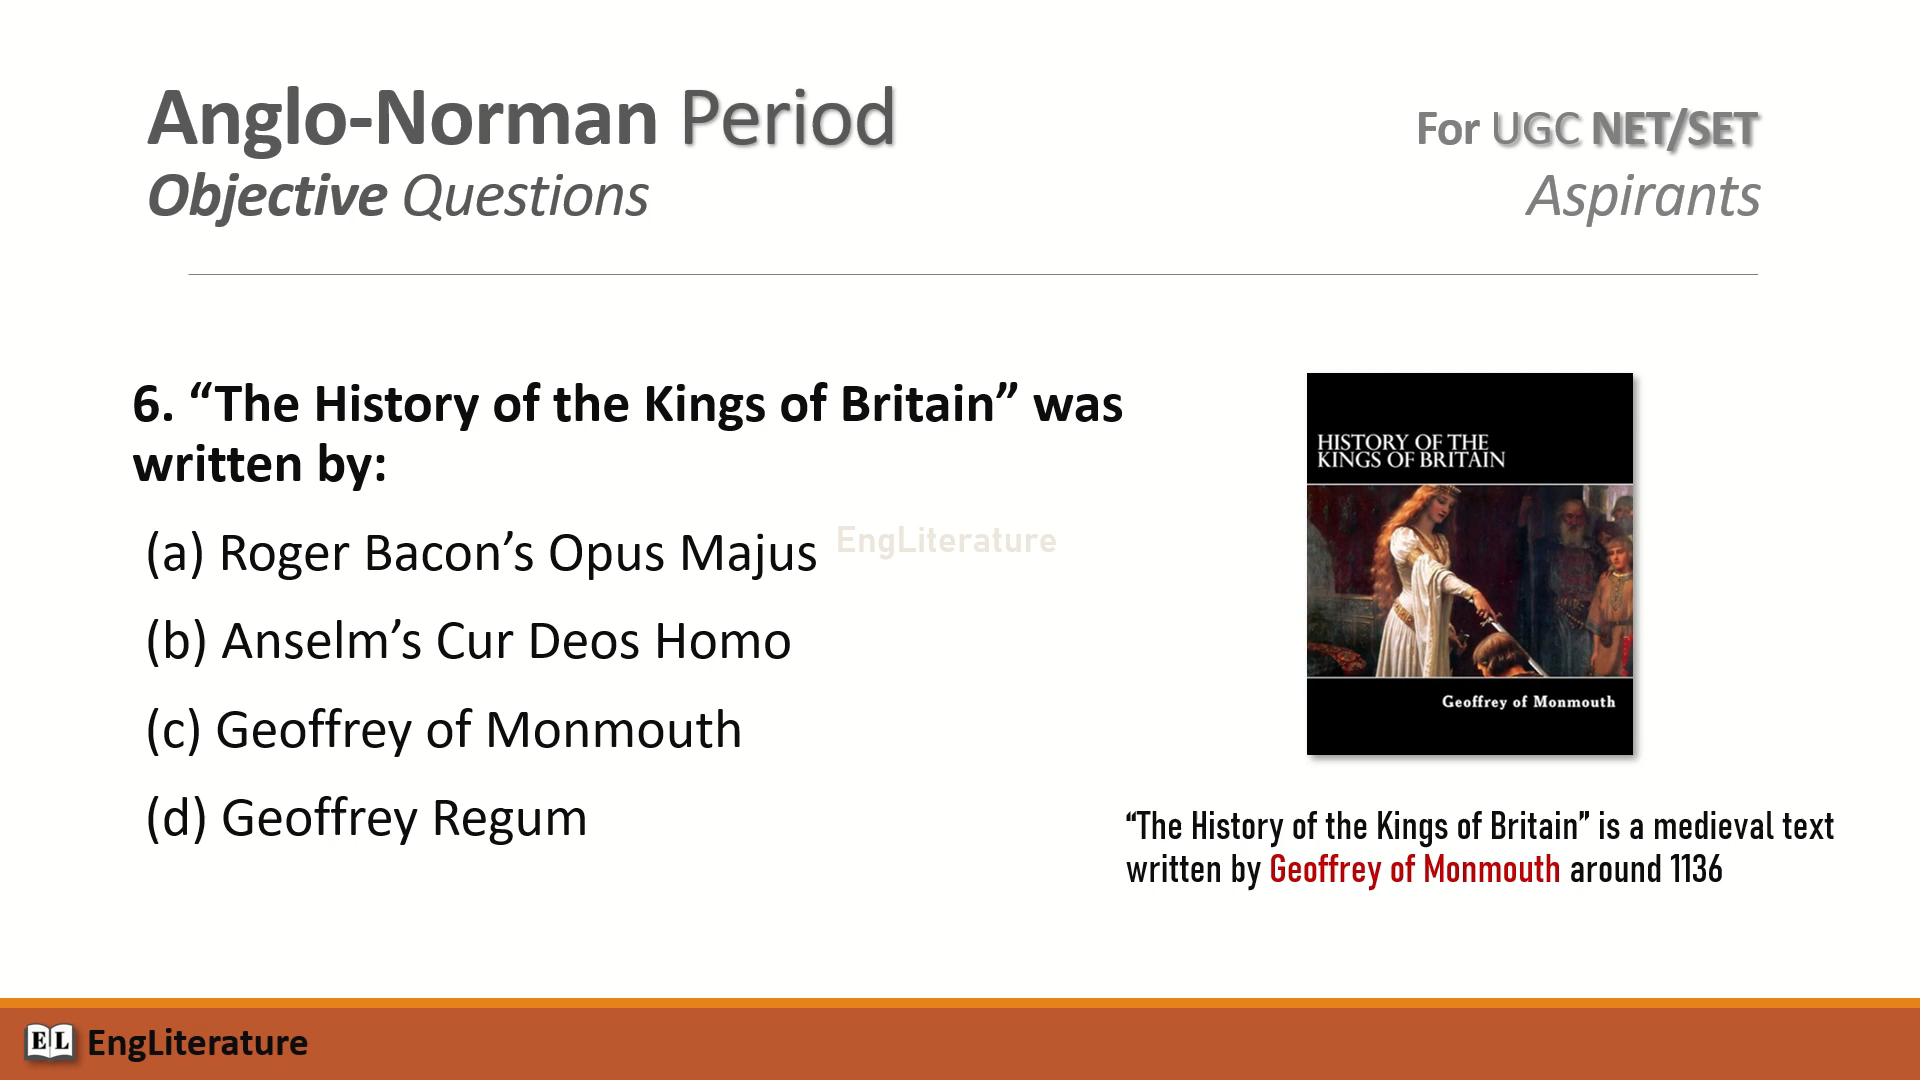 Anglo-Norman Period
Objective Questions
For UGC NET/SET
Aspirants
6. “The History of the Kings of Britain” was
written by:
(a) Roger Bacon’s Opus Majus
EngLiterature
(b) Anselm’s Cur Deos Homo
(c) Geoffrey of Monmouth
(d) Geoffrey Regum
HISTORY OF THE
KINGS OF BRITAIN
Geoffrey of Monmouth
“The History of the Kings of Britain” is a medieval text
written by Geoffrey of Monmouth around 1136
EL EngLiterature